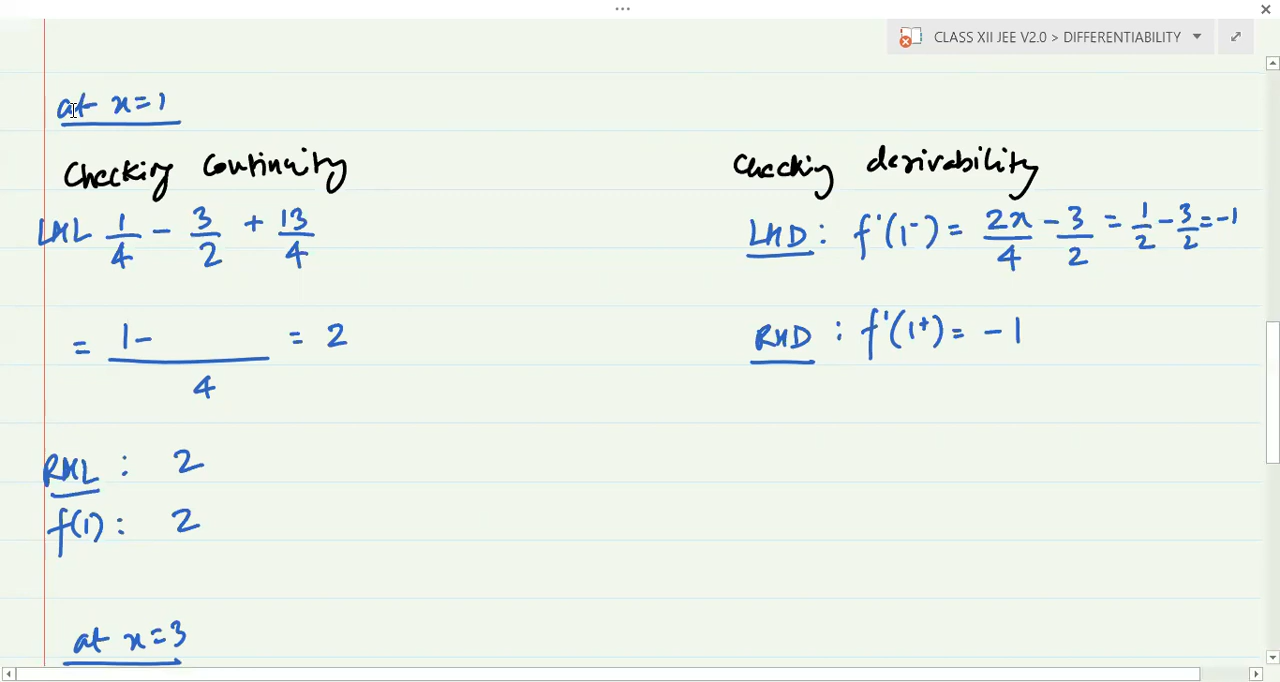 CLASS XII JEE V2.0 > DIFFERENTIABILITY
at x=1
Checking Continuity
LHL 1/4 - 3/2 + 13/4
= 1- / 4 = 2
RHL : 2
f(1) : 2
Checking derivability
LHD : f'(1⁻) = 2x/4 - 3/2 = 1/2 - 3/2 = -1
RHD : f'(1⁺) = -1
at x=3